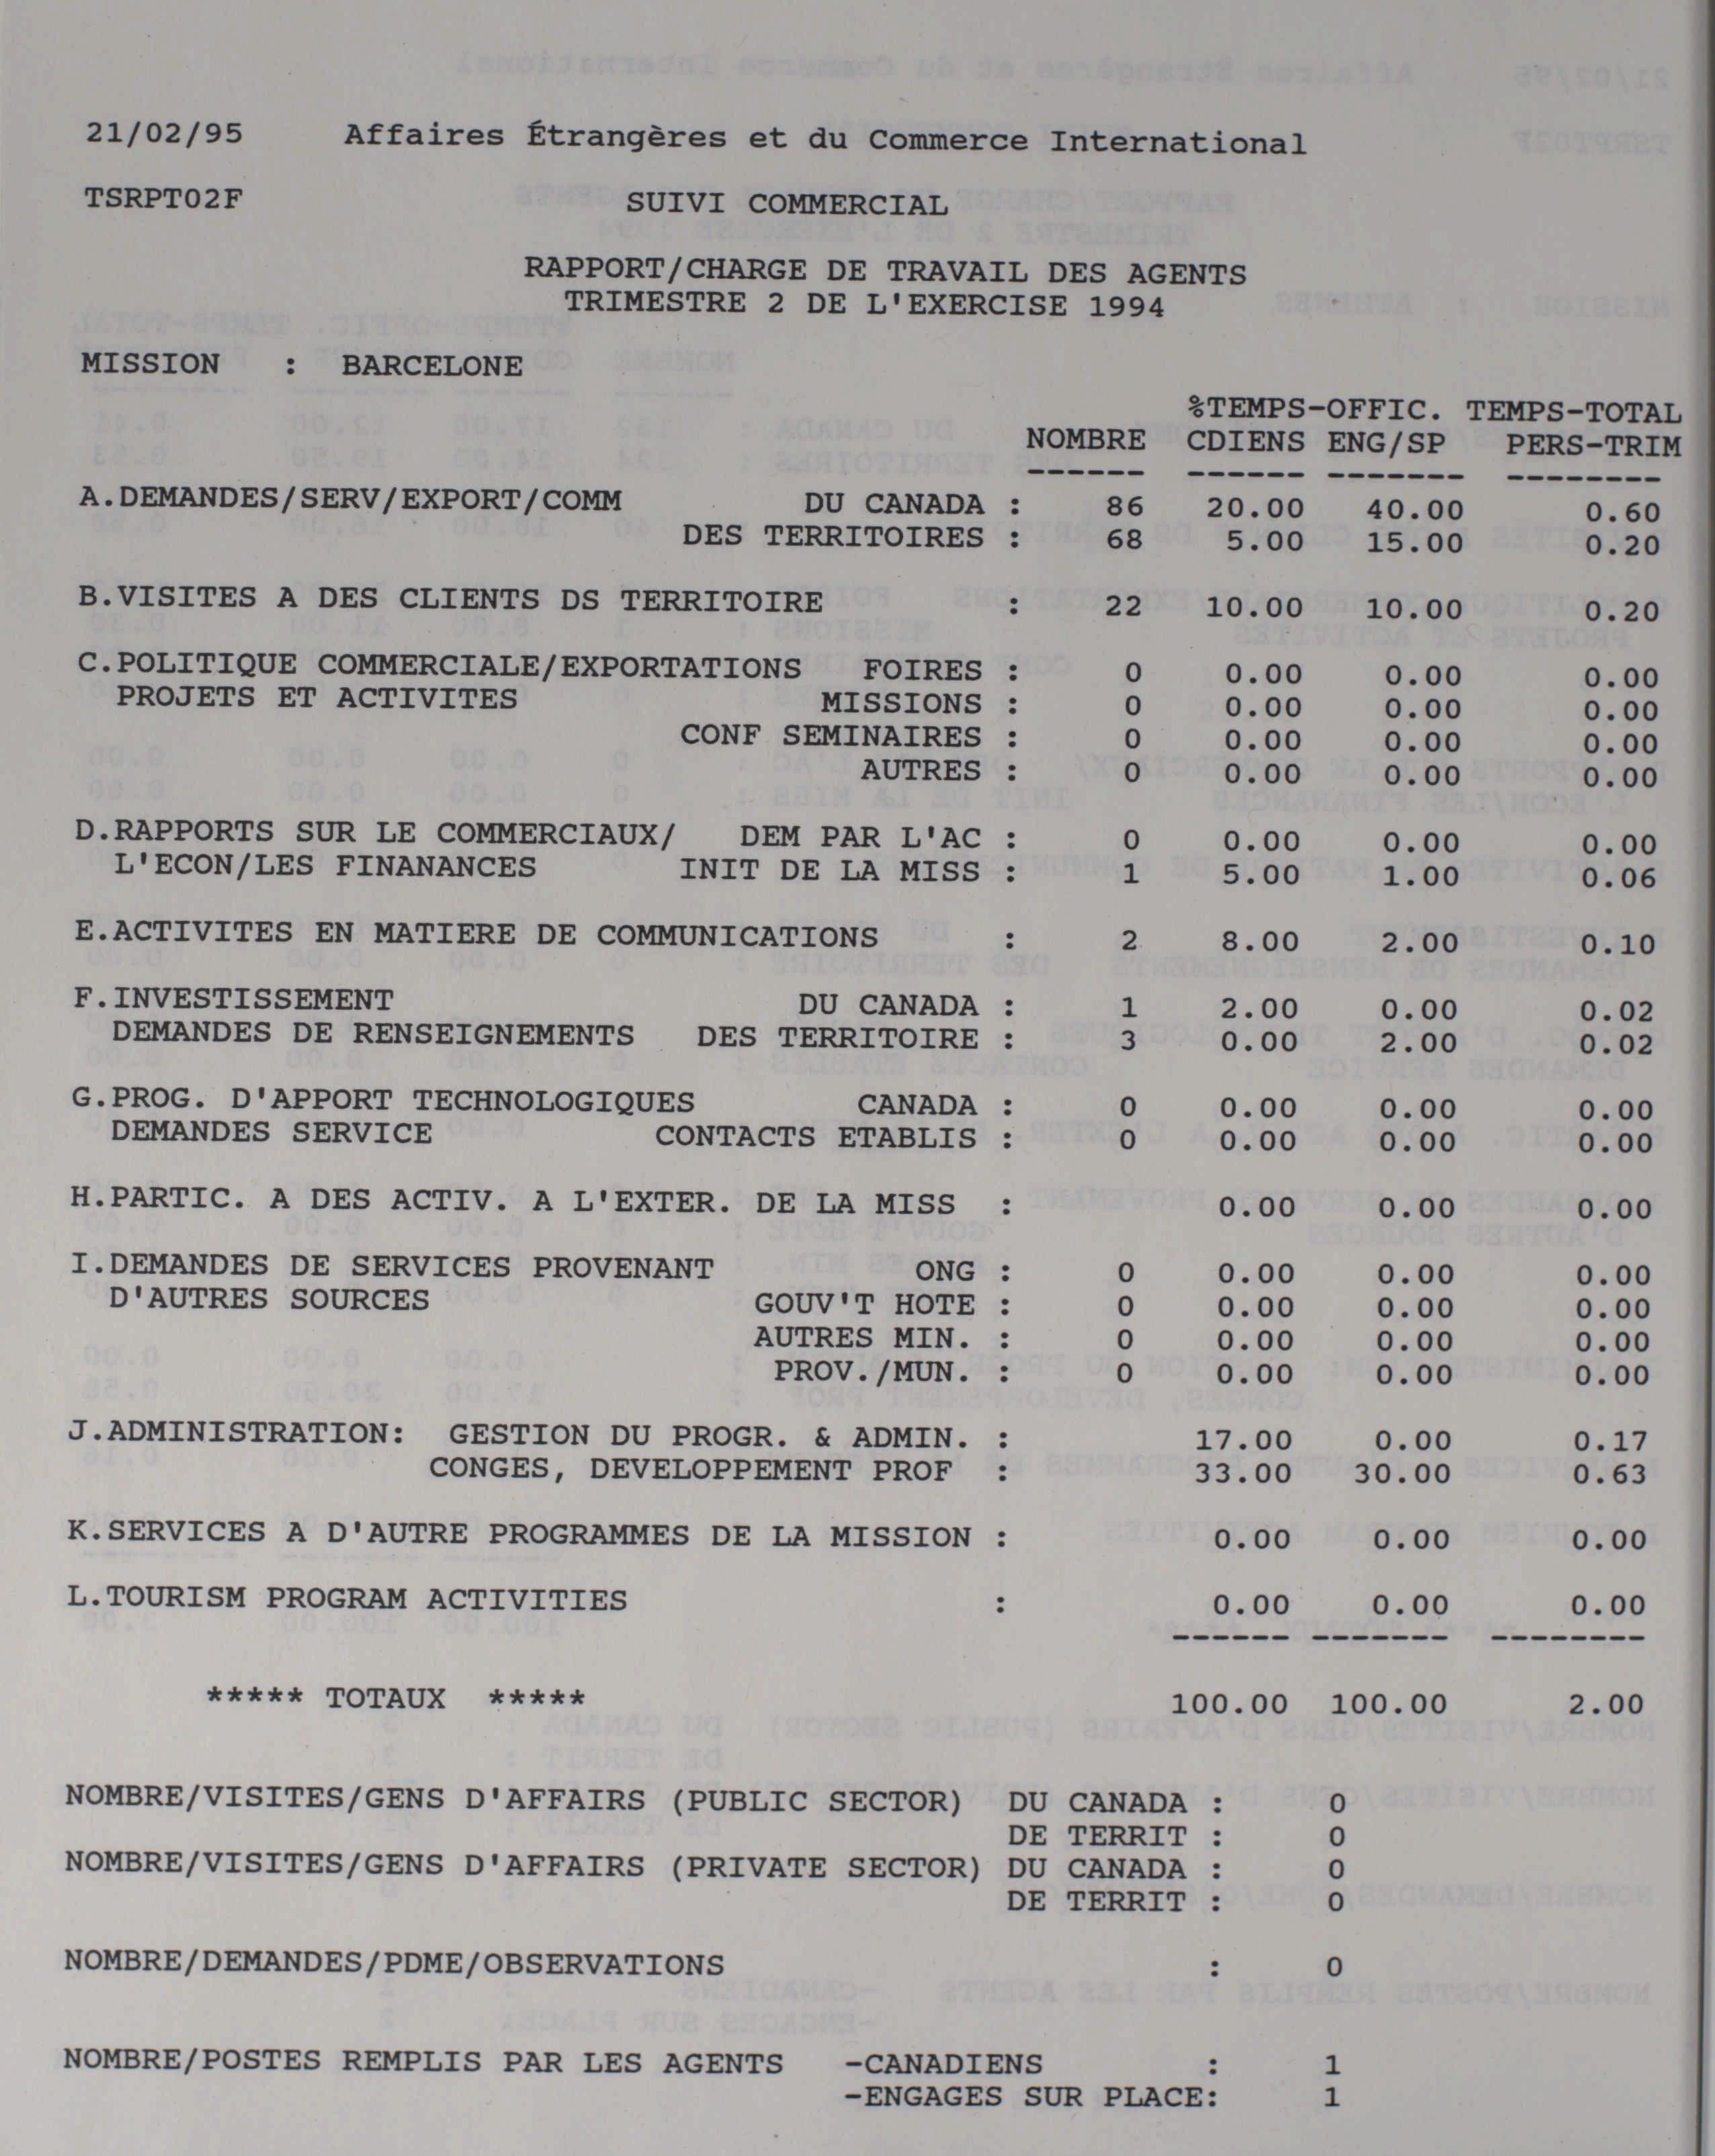 21/02/95 Affaires Étrangères et du Commerce International
TSRPT02F SUIVI COMMERCIAL
RAPPORT/CHARGE DE TRAVAIL DES AGENTS
TRIMESTRE 2 DE L'EXERCISE 1994
MISSION : BARCELONE
%TEMPS-OFFIC. TEMPS-TOTAL
NOMBRE CDIENS ENG/SP PERS-TRIM
------ ------ ------- --------
A.DEMANDES/SERV/EXPORT/COMM DU CANADA : 86 20.00 40.00 0.60
DES TERRITOIRES : 68 5.00 15.00 0.20
B.VISITES A DES CLIENTS DS TERRITOIRE : 22 10.00 10.00 0.20
C.POLITIQUE COMMERCIALE/EXPORTATIONS FOIRES : 0 0.00 0.00 0.00
PROJETS ET ACTIVITES MISSIONS : 0 0.00 0.00 0.00
CONF SEMINAIRES : 0 0.00 0.00 0.00
AUTRES : 0 0.00 0.00 0.00
D.RAPPORTS SUR LE COMMERCIAUX/ DEM PAR L'AC : 0 0.00 0.00 0.00
L'ECON/LES FINANANCES INIT DE LA MISS : 1 5.00 1.00 0.06
E.ACTIVITES EN MATIERE DE COMMUNICATIONS : 2 8.00 2.00 0.10
F.INVESTISSEMENT DU CANADA : 1 2.00 0.00 0.02
DEMANDES DE RENSEIGNEMENTS DES TERRITOIRE : 3 0.00 2.00 0.02
G.PROG. D'APPORT TECHNOLOGIQUES CANADA : 0 0.00 0.00 0.00
DEMANDES SERVICE CONTACTS ETABLIS : 0 0.00 0.00 0.00
H.PARTIC. A DES ACTIV. A L'EXTER. DE LA MISS : 0.00 0.00 0.00
I.DEMANDES DE SERVICES PROVENANT ONG : 0 0.00 0.00 0.00
D'AUTRES SOURCES GOUV'T HOTE : 0 0.00 0.00 0.00
AUTRES MIN. : 0 0.00 0.00 0.00
PROV./MUN. : 0 0.00 0.00 0.00
J.ADMINISTRATION: GESTION DU PROGR. & ADMIN. : 17.00 0.00 0.17
CONGES, DEVELOPPEMENT PROF : 33.00 30.00 0.63
K.SERVICES A D'AUTRE PROGRAMMES DE LA MISSION : 0.00 0.00 0.00
L.TOURISM PROGRAM ACTIVITIES : 0.00 0.00 0.00
------ ------- --------
***** TOTAUX ***** 100.00 100.00 2.00
NOMBRE/VISITES/GENS D'AFFAIRS (PUBLIC SECTOR) DU CANADA : 0
DE TERRIT : 0
NOMBRE/VISITES/GENS D'AFFAIRS (PRIVATE SECTOR) DU CANADA : 0
DE TERRIT : 0
NOMBRE/DEMANDES/PDME/OBSERVATIONS : 0
NOMBRE/POSTES REMPLIS PAR LES AGENTS -CANADIENS : 1
-ENGAGES SUR PLACE: 1